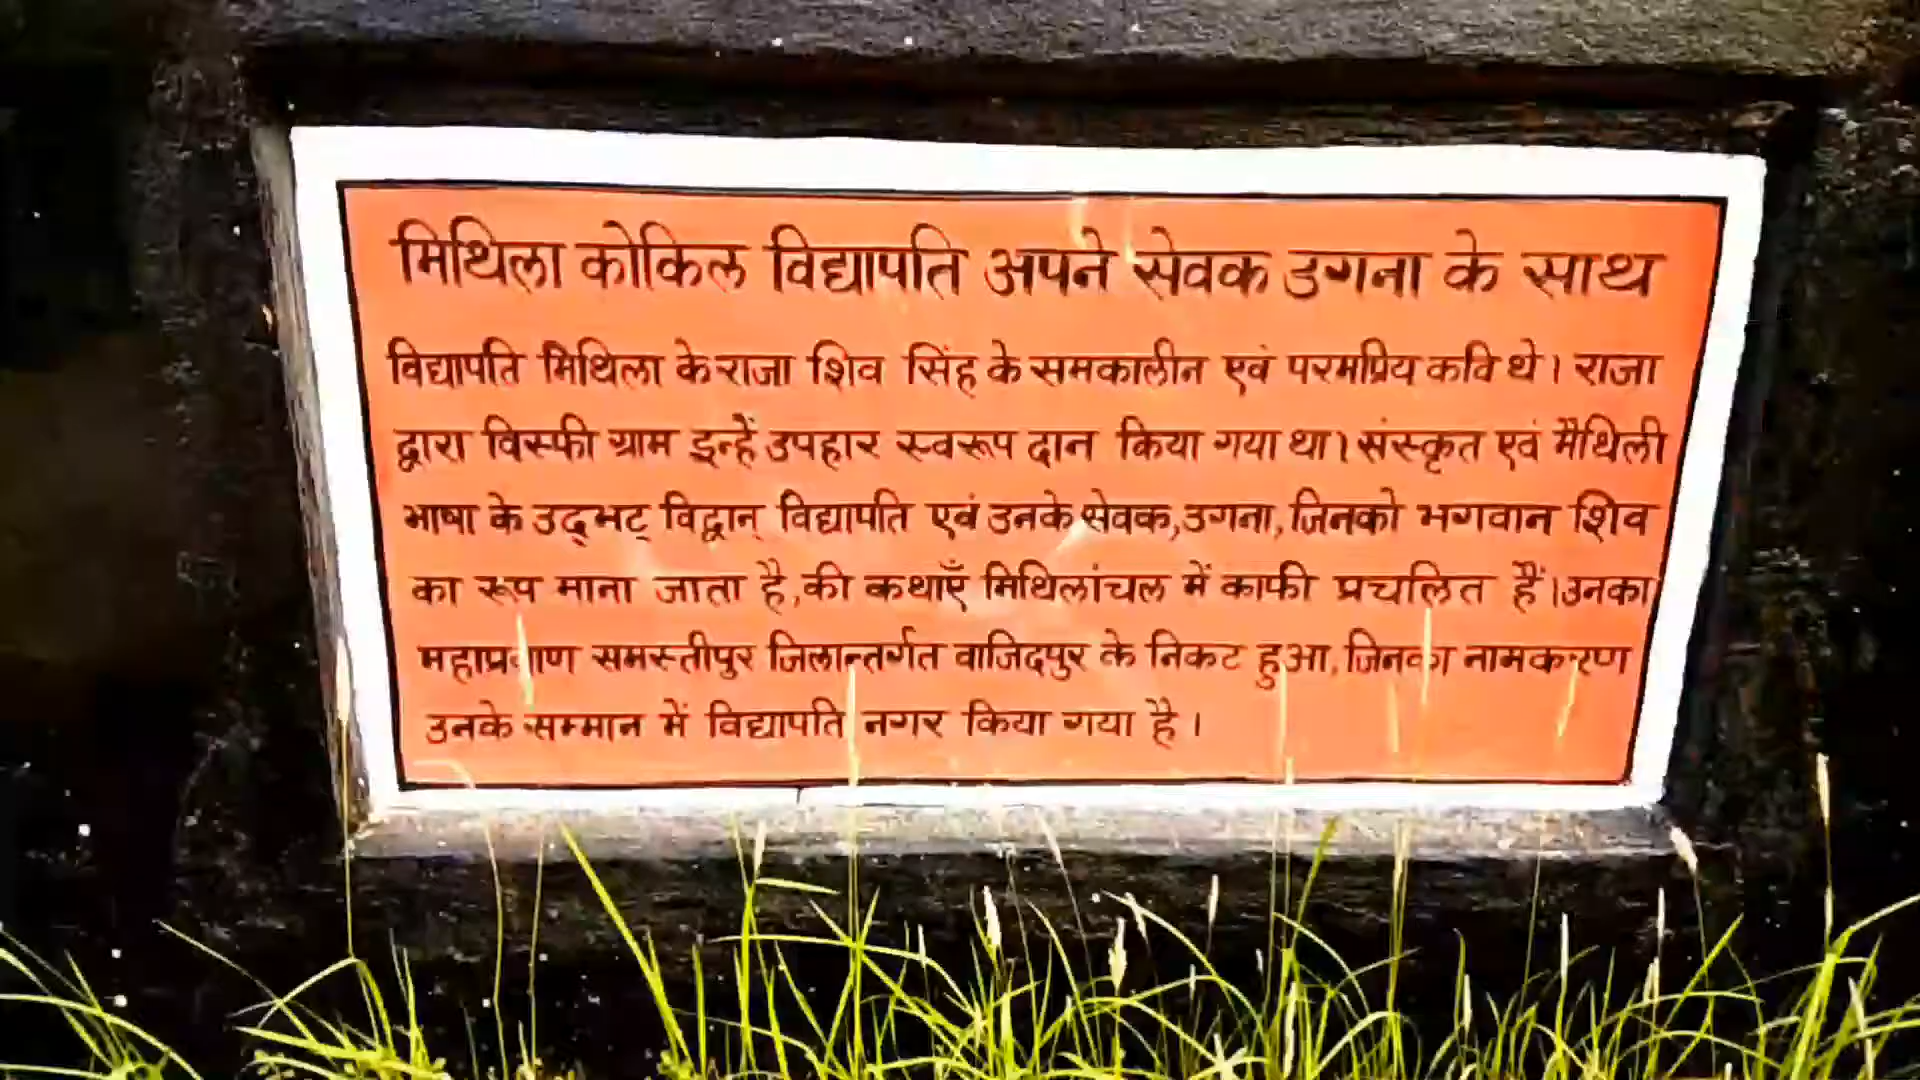 मिथिला कोकिल विद्यापति अपने सेवक उगना के साथ
विद्यापति मिथिला के राजा शिव सिंह के समकालीन एवं परमप्रिय कवि थे। राजा
द्वारा विस्फी ग्राम इन्हें उपहार स्वरूप दान किया गया था। संस्कृत एवं मैथिली
भाषा के उद्भट् विद्वान् विद्यापति एवं उनके सेवक, उगना, जिनको भगवान शिव
का रूप माना जाता है, की कथाएँ मिथिलांचल में काफी प्रचलित हैं। उनका
महाप्रयाण समस्तीपुर जिलान्तर्गत वाजिदपुर के निकट हुआ, जिनका नामकरण
उनके सम्मान में विद्यापति नगर किया गया है।